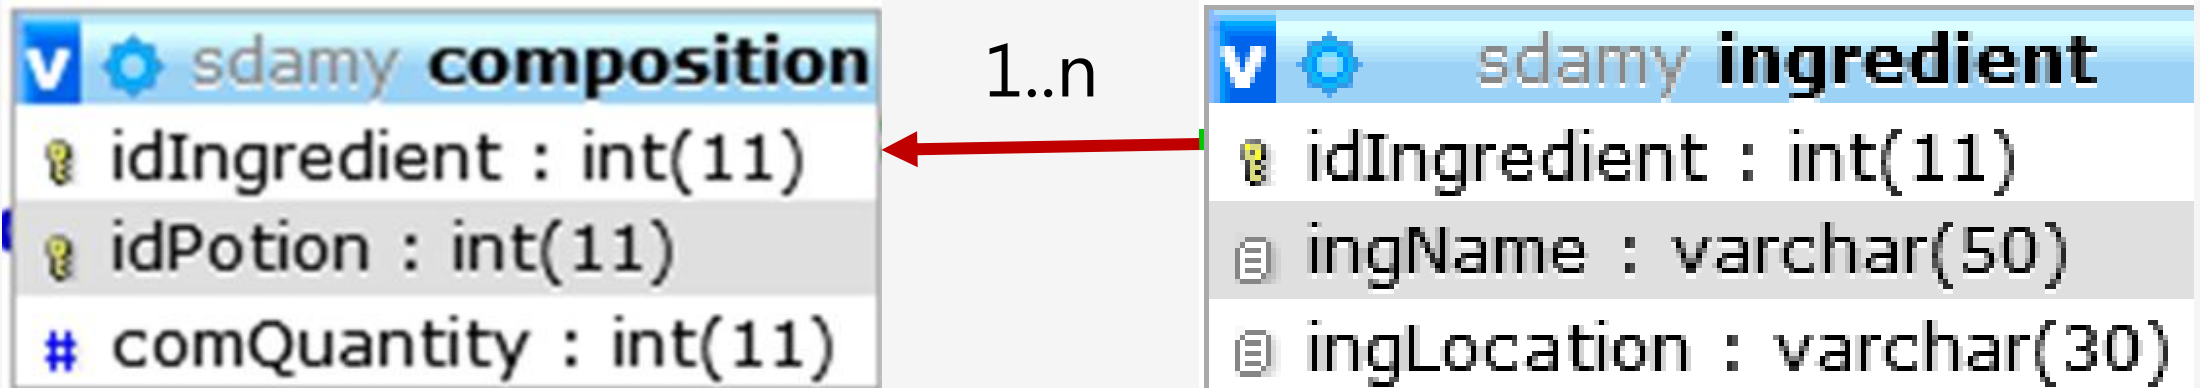 sdamy composition
idIngredient : int(11)
idPotion : int(11)
comQuantity : int(11)
1..n
sdamy ingredient
idIngredient : int(11)
ingName : varchar(50)
ingLocation : varchar(30)